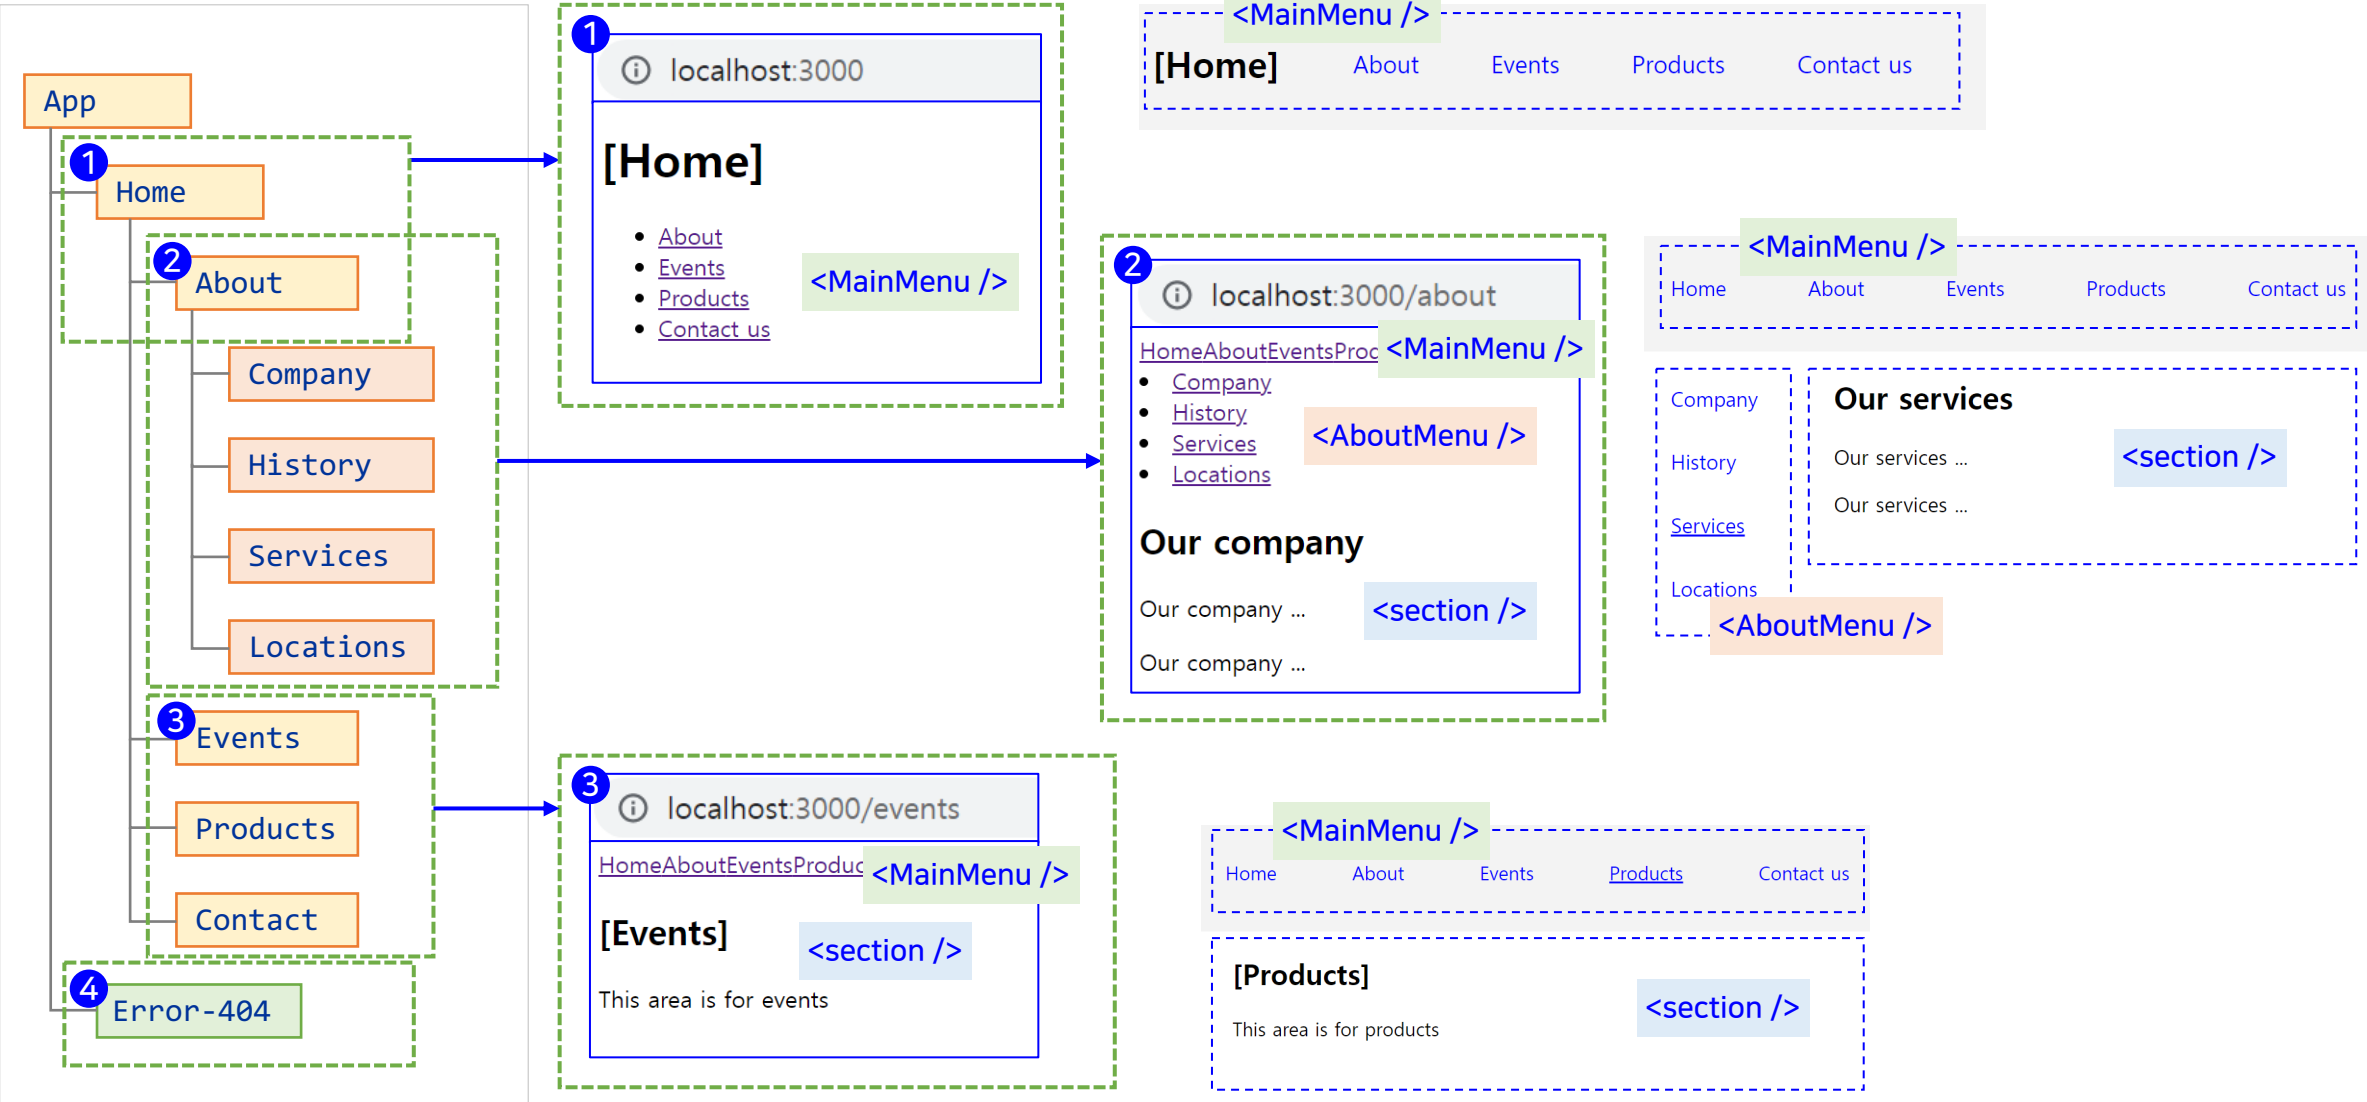 App
1
Home
2
About
Company
History
Services
Locations
3
Events
Products
Contact
4
Error-404
1
localhost:3000
[Home]
About
Events
Products
Contact us
<MainMenu />
<MainMenu />
[Home] About Events Products Contact us
2
localhost:3000/about
HomeAboutEventsProd
<MainMenu />
Company
History
Services
Locations
<AboutMenu />
Our company
Our company ...
<section />
Our company ...
<MainMenu />
Home About Events Products Contact us
Company
History
Services
Locations
<AboutMenu />
Our services
Our services ...
<section />
Our services ...
3
localhost:3000/events
HomeAboutEventsProduc
<MainMenu />
[Events]
<section />
This area is for events
<MainMenu />
Home About Events Products Contact us
[Products]
<section />
This area is for products